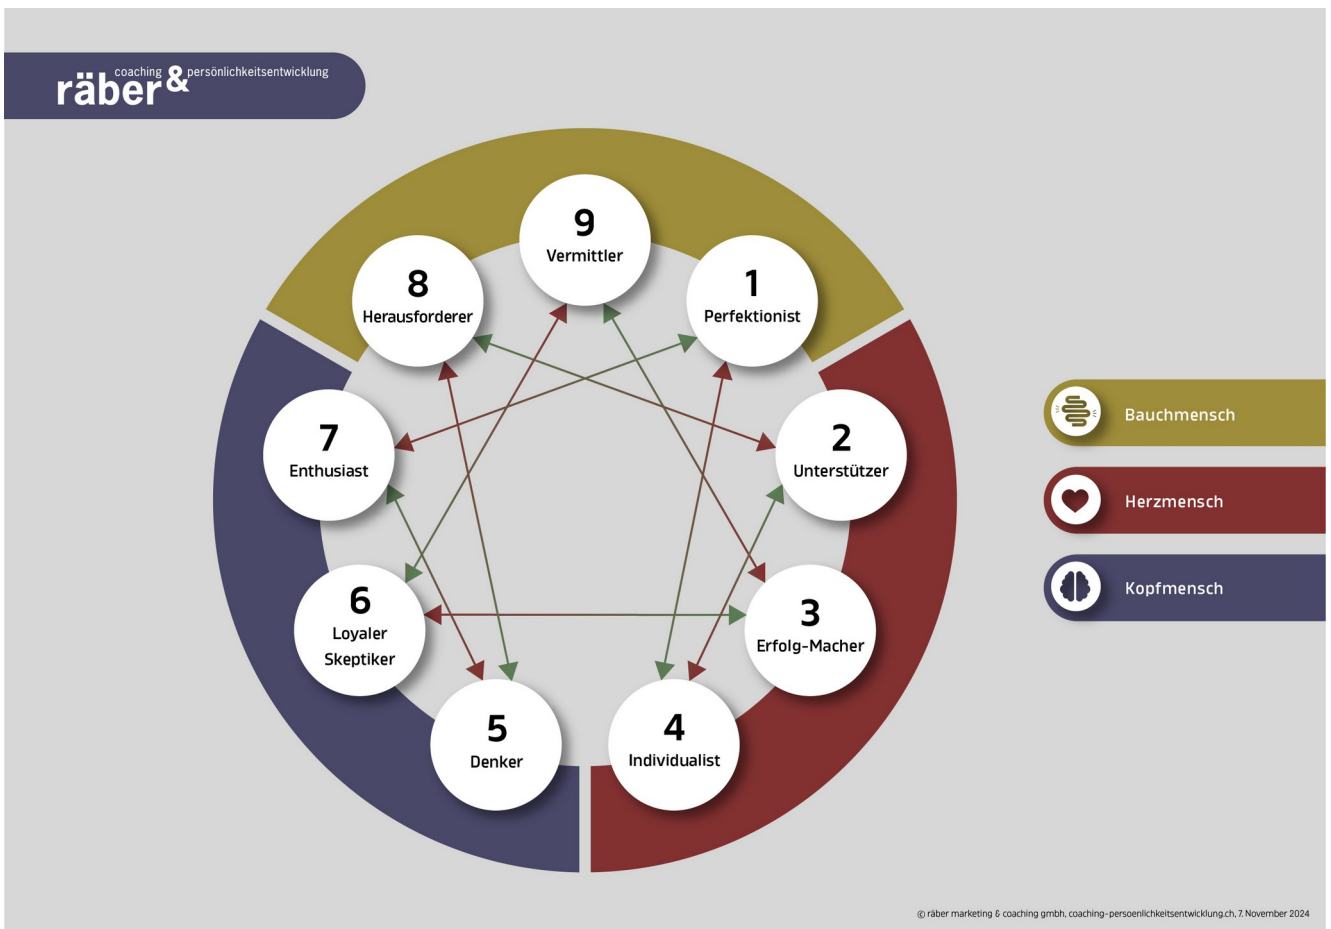 coaching & persönlichkeitsentwicklung
räber
9
Vermittler
8
Herausforderer
1
Perfektionist
7
Enthusiast
2
Unterstützer
6
Loyaler
Skeptiker
3
Erfolg-Macher
5
Denker
4
Individualist
Bauchmensch
Herzmensch
Kopfmensch
© räber marketing & coaching gmbh, coaching-persoenlichkeitsentwicklung.ch, 7. November 2024